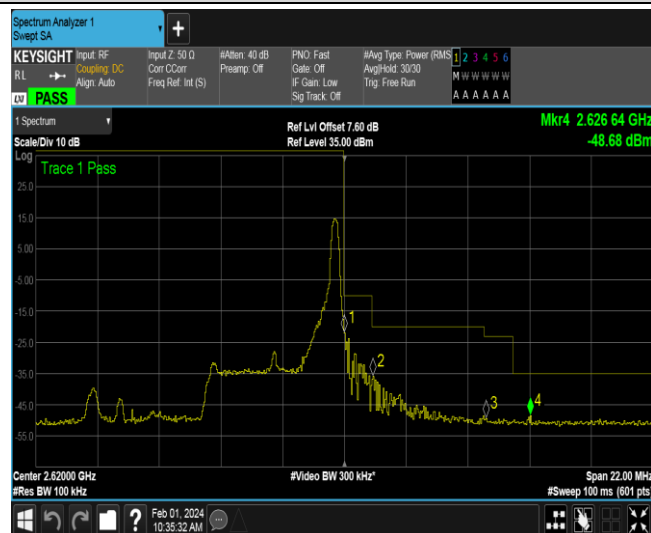 Spectrum Analyzer 1
Swept SA
+
KEYSIGHT
RL
LXI PASS
Input: RF
Coupling: DC
Align: Auto
Input Z: 50 Ω
Corr CCorr
Freq Ref: Int (S)
#Atten: 40 dB
Preamp: Off
PNO: Fast
Gate: Off
IF Gain: Low
Sig Track: Off
#Avg Type: Power (RMS
Avg|Hold: 30/30
Trig: Free Run
1 2 3 4 5 6
M W W W W W
A A A A A A
1 Spectrum
Scale/Div 10 dB
Ref Lvl Offset 7.60 dB
Ref Level 35.00 dBm
Mkr4 2.626 64 GHz
-48.68 dBm
Log
Trace 1 Pass
25.0
15.0
5.00
-5.00
-15.0
-25.0
-35.0
-45.0
-55.0
1
2
3
4
Center 2.62000 GHz
#Res BW 100 kHz
#Video BW 300 kHz*
Span 22.00 MHz
#Sweep 100 ms (601 pts)
?
Feb 01, 2024
10:35:32 AM